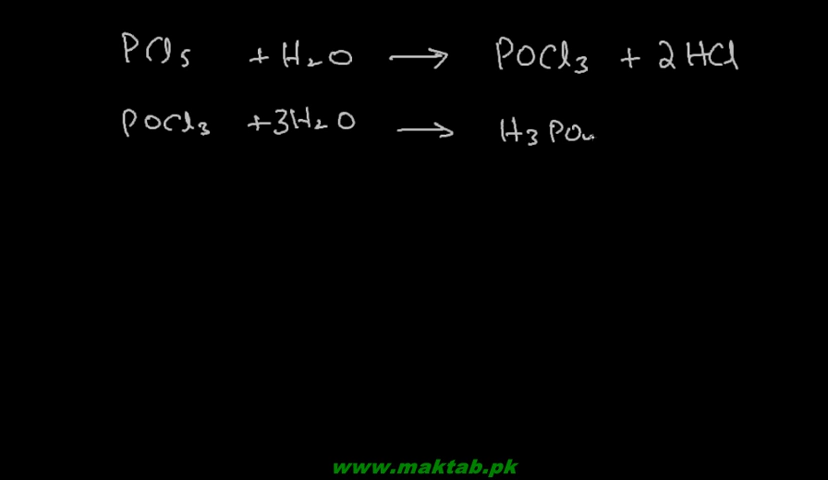 PCl5 + H2O → POCl3 + 2HCl
POCl3 + 3H2O → H3PO4
www.maktab.pk